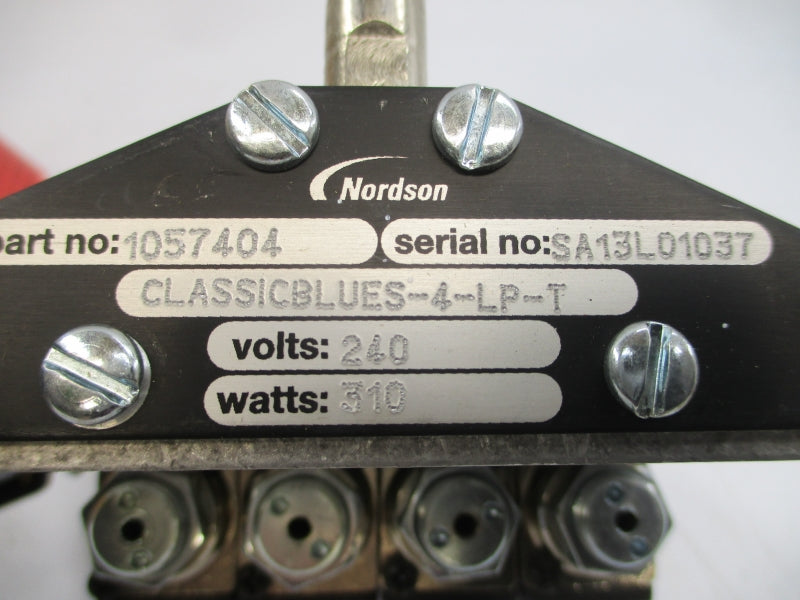 Nordson
part no: 1057404 serial no: SA13L01037
CLASSICBLUES-4-LP-T
volts: 240
watts: 310